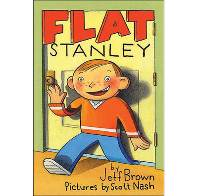 FLAT
STANLEY
by
Jeff Brown
Pictures by Scott Nash